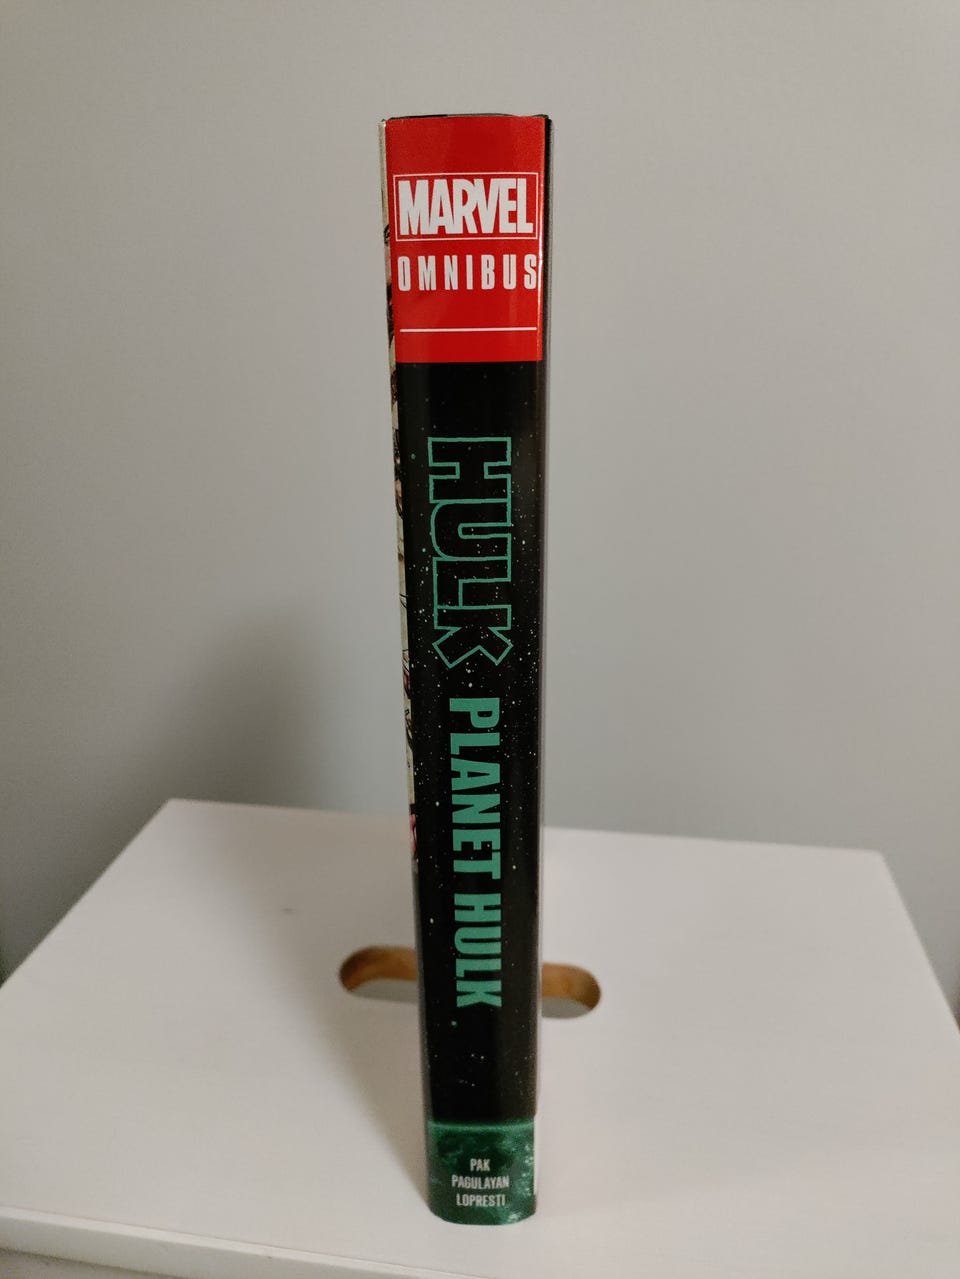 MARVEL
OMNIBUS
HULK
PLANET HULK
PAK
PAGULAYAN
LOPRESTI